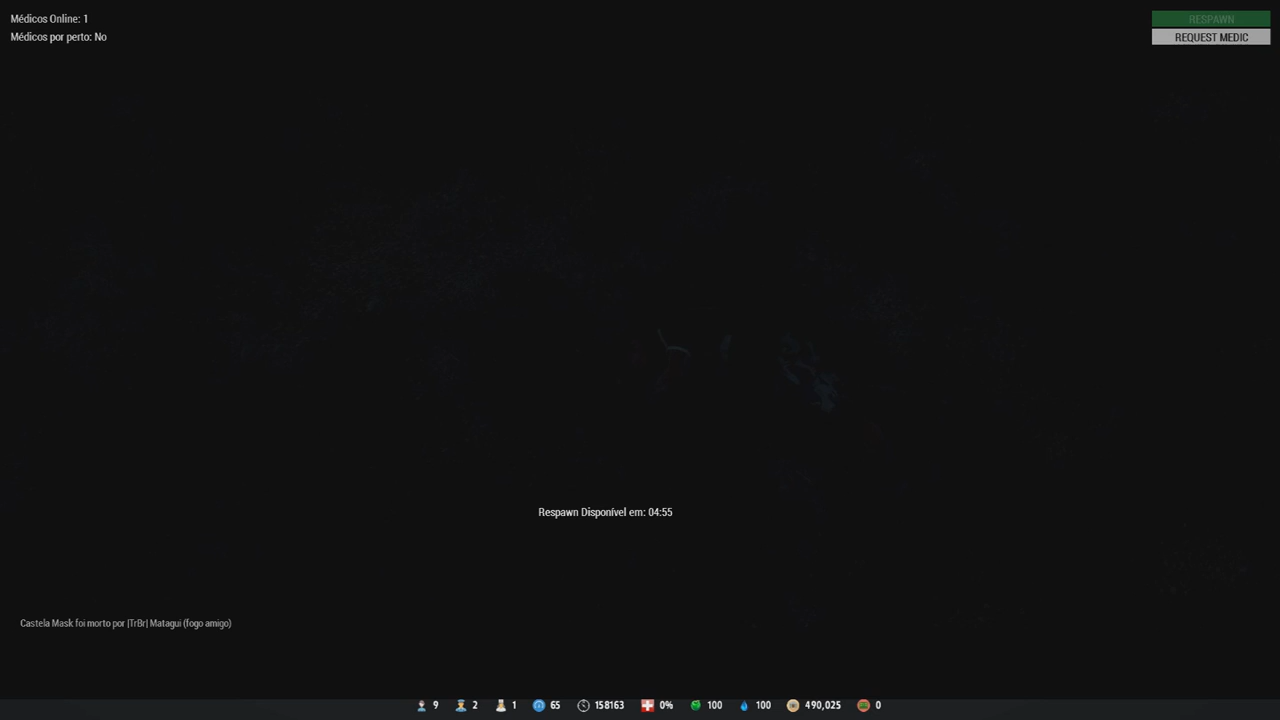 Médicos Online: 1
Médicos por perto: No
RESPAWN
REQUEST MEDIC
Respawn Disponível em: 04:55
Castela Mask foi morto por |TrBr| Matagui (fogo amigo)
9 2 1 65 158163 0% 100 100 490,025 0